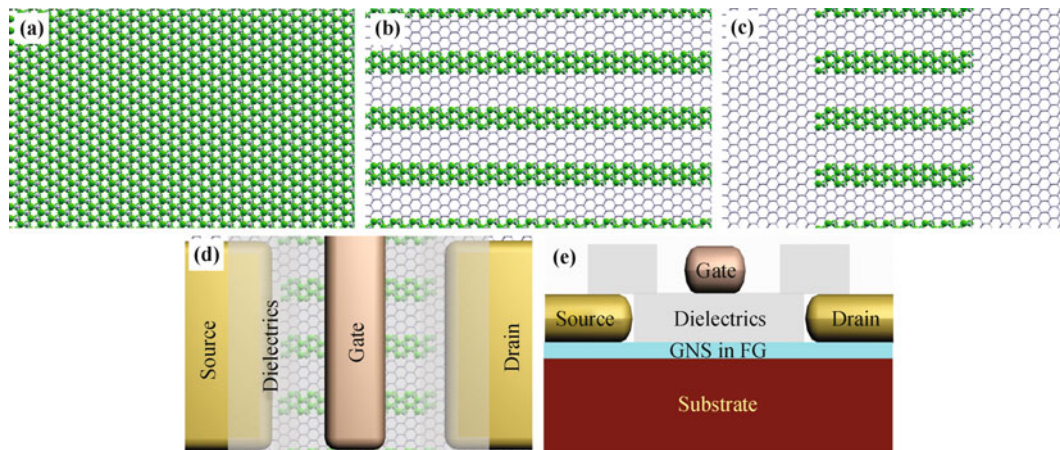 (a)
(b)
(c)
(d)
Source
Dielectrics
Gate
Drain
(e)
Gate
Source
Dielectrics
Drain
GNS in FG
Substrate